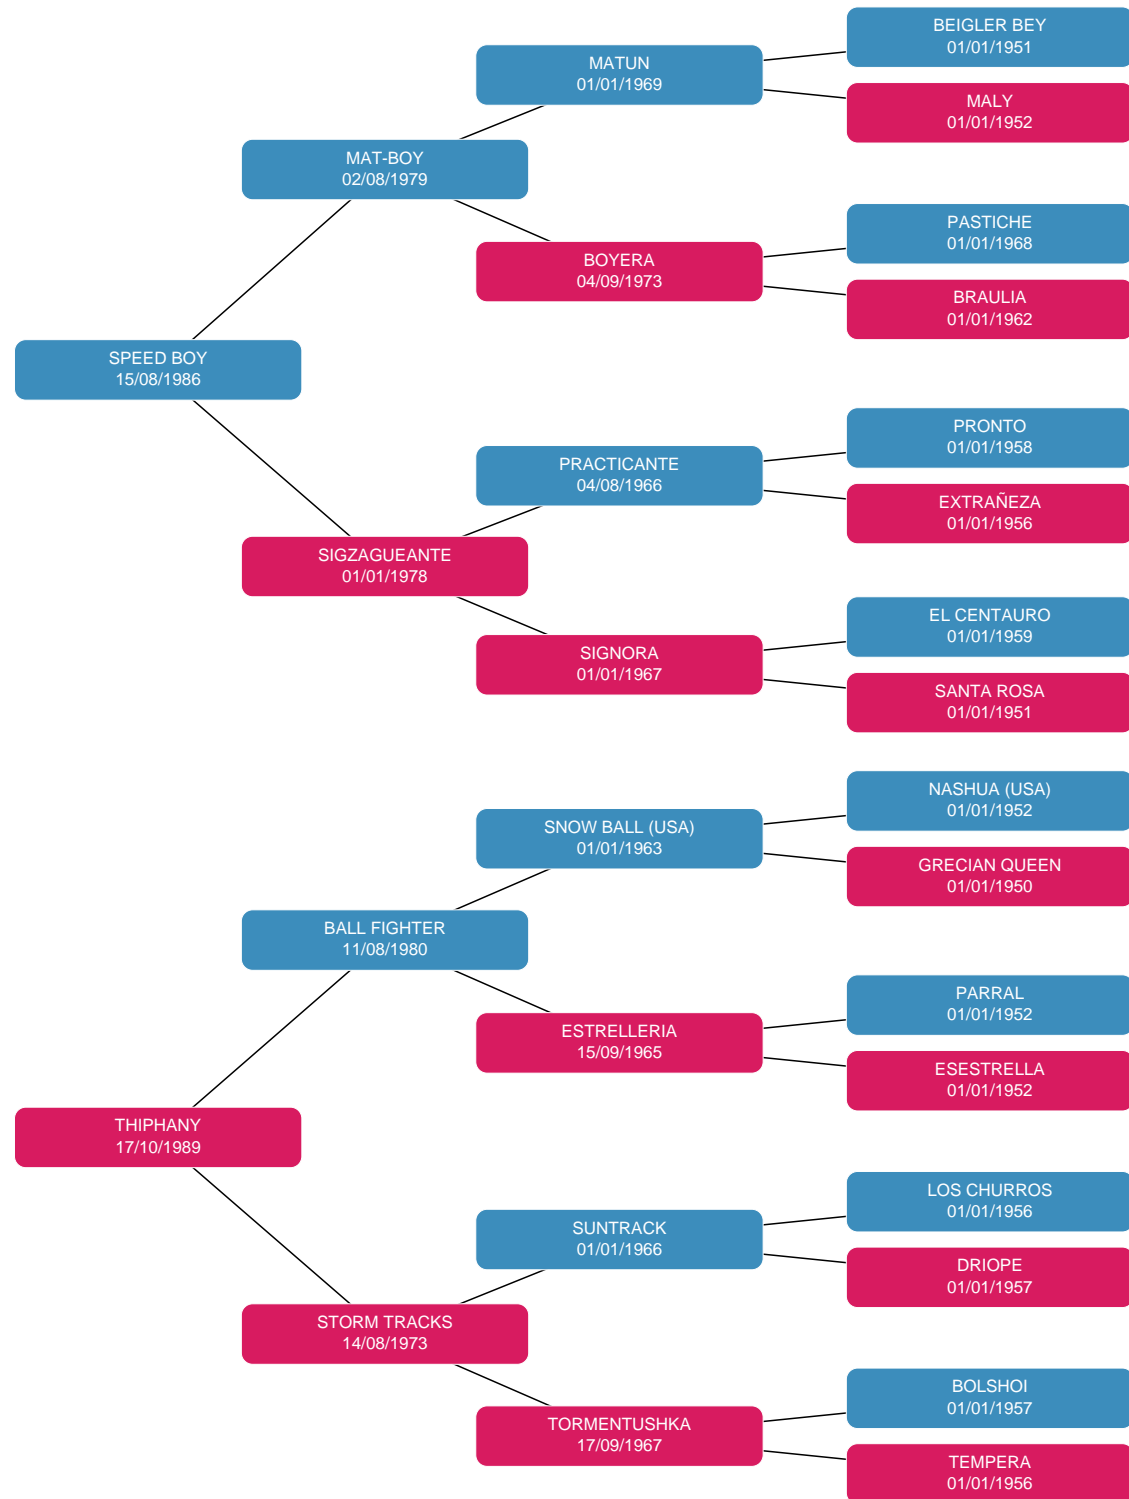 BEIGLER BEY
01/01/1951
MATUN
01/01/1969
MALY
01/01/1952
MAT-BOY
02/08/1979
PASTICHE
01/01/1968
BOYERA
04/09/1973
BRAULIA
01/01/1962
SPEED BOY
15/08/1986
PRONTO
01/01/1958
PRACTICANTE
04/08/1966
EXTRAÑEZA
01/01/1956
SIGZAGUEANTE
01/01/1978
EL CENTAURO
01/01/1959
SIGNORA
01/01/1967
SANTA ROSA
01/01/1951
NASHUA (USA)
01/01/1952
SNOW BALL (USA)
01/01/1963
GRECIAN QUEEN
01/01/1950
BALL FIGHTER
11/08/1980
PARRAL
01/01/1952
ESTRELLERIA
15/09/1965
ESESTRELLA
01/01/1952
THIPHANY
17/10/1989
LOS CHURROS
01/01/1956
SUNTRACK
01/01/1966
DRIOPE
01/01/1957
STORM TRACKS
14/08/1973
BOLSHOI
01/01/1957
TORMENTUSHKA
17/09/1967
TEMPERA
01/01/1956